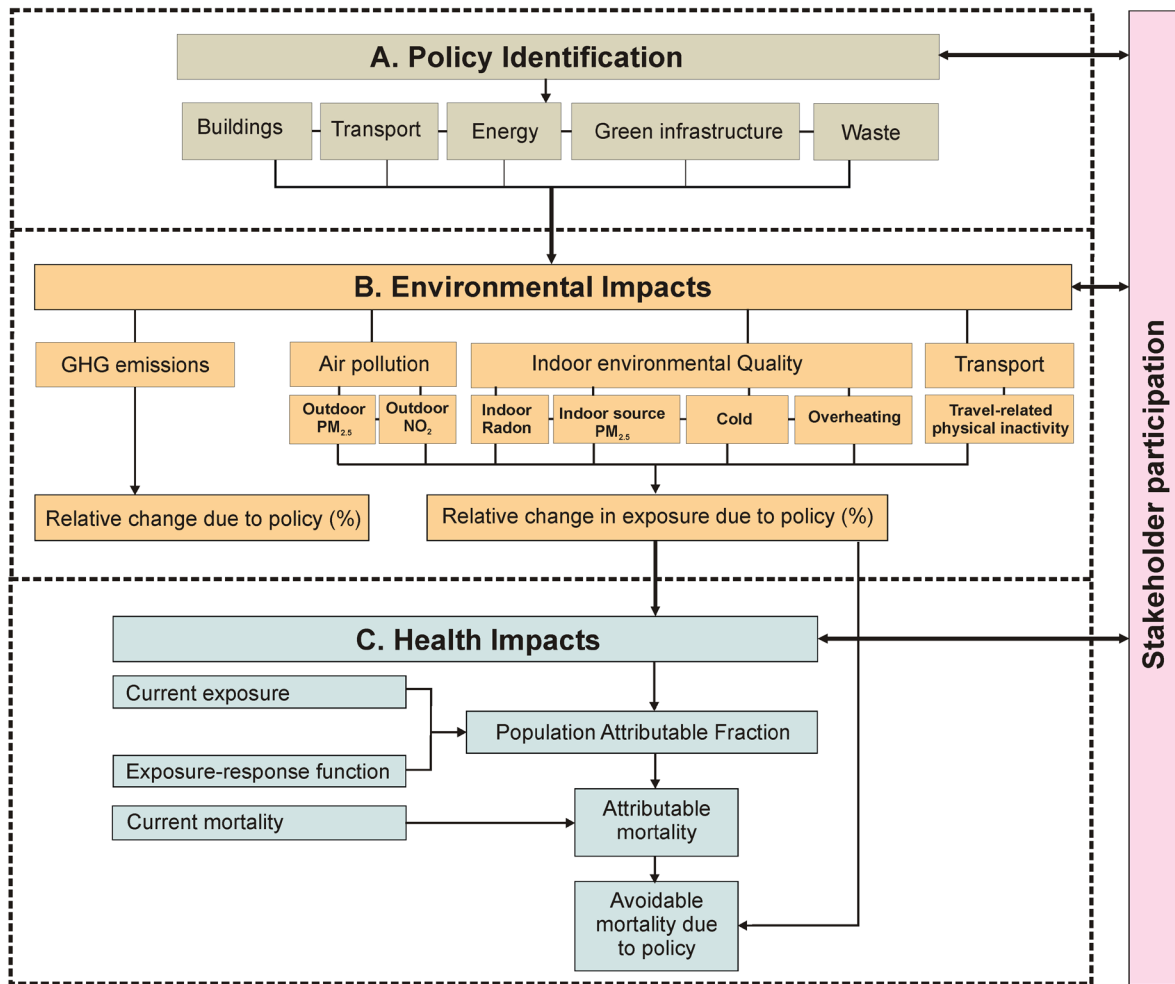 A. Policy Identification
Buildings
Transport
Energy
Green infrastructure
Waste
B. Environmental Impacts
GHG emissions
Air pollution
Indoor environmental Quality
Transport
Outdoor
PM2.5
Outdoor
NO2
Indoor
Radon
Indoor source
PM2.5
Cold
Overheating
Travel-related
physical inactivity
Relative change due to policy (%)
Relative change in exposure due to policy (%)
C. Health Impacts
Current exposure
Population Attributable Fraction
Exposure-response function
Current mortality
Attributable
mortality
Avoidable
mortality due
to policy
Stakeholder participation